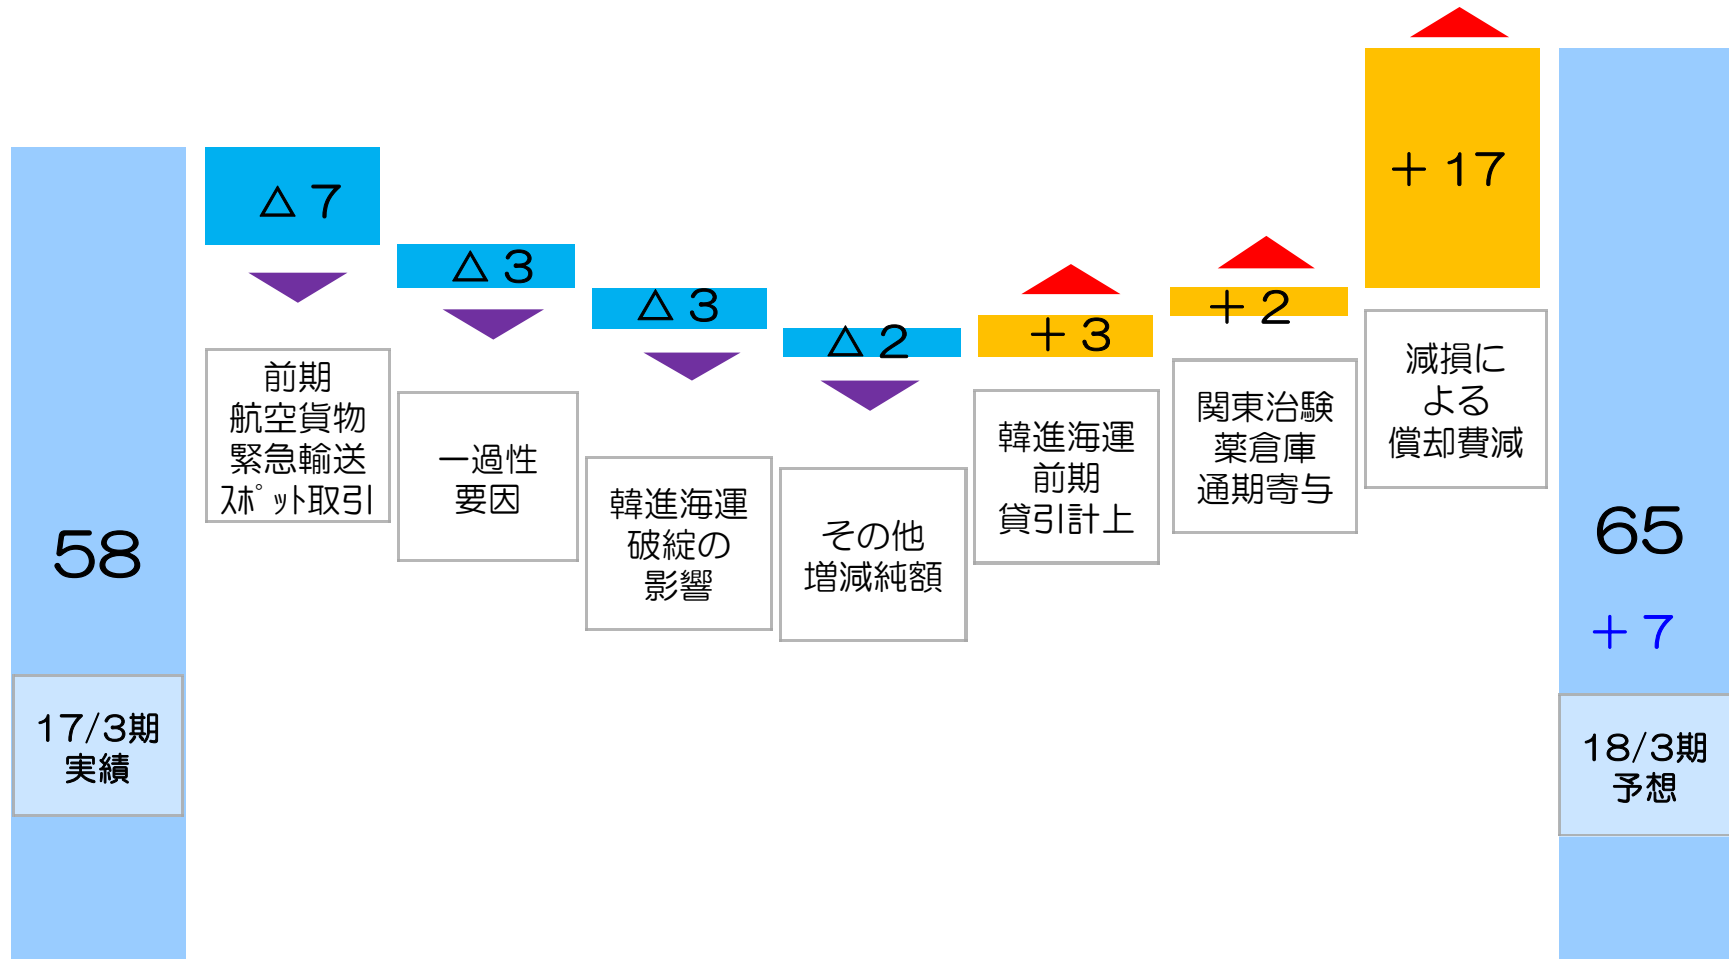 58
17/3期
実績
△7
前期
航空貨物
緊急輸送
ｽﾎﾟｯﾄ取引
△3
一過性
要因
△3
韓進海運
破綻の
影響
△2
その他
増減純額
＋3
韓進海運
前期
貸引計上
＋2
関東治験
薬倉庫
通期寄与
＋17
減損に
よる
償却費減
65
＋7
18/3期
予想